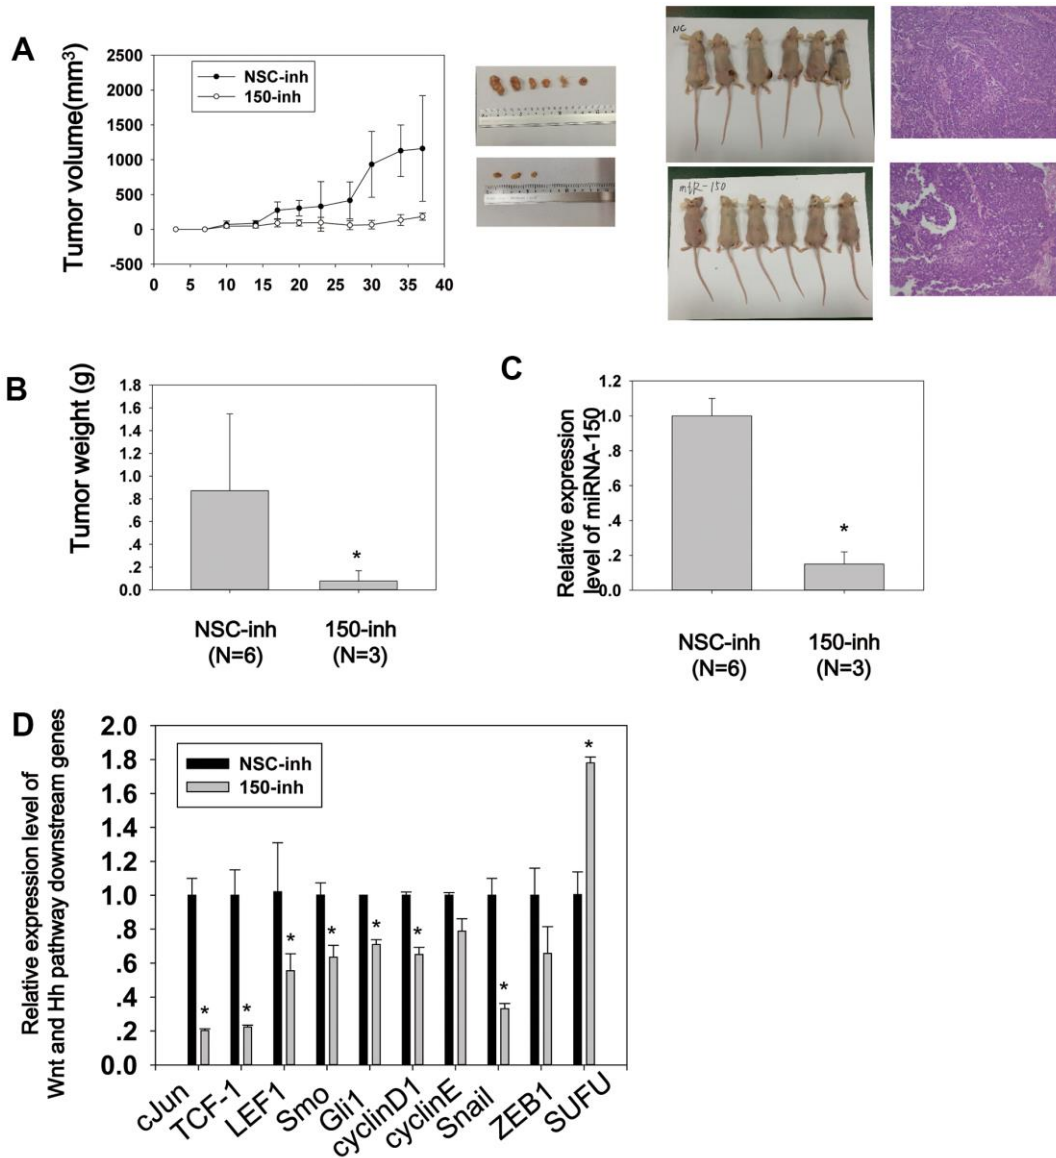 A
Tumor volume(mm³)
2500
2000
1500
1000
500
0
-500
NSC-inh
150-inh
0 5 10 15 20 25 30 35 40
NC
miR-150
B
Tumor weight (g)
1.8
1.6
1.4
1.2
1.0
.8
.6
.4
.2
0.0
*
NSC-inh
(N=6)
150-inh
(N=3)
C
Relative expression
level of miRNA-150
1.2
1.0
.8
.6
.4
.2
0.0
*
NSC-inh
(N=6)
150-inh
(N=3)
D
Relative expression level of
Wnt and Hh pathway downstream genes
2.0
1.8
1.6
1.4
1.2
1.0
.8
.6
.4
.2
0.0
NSC-inh
150-inh
* * * * * * * *
cJun
TCF-1
LEF1
Smo
Gli1
cyclinD1
cyclinE
Snail
ZEB1
SUFU